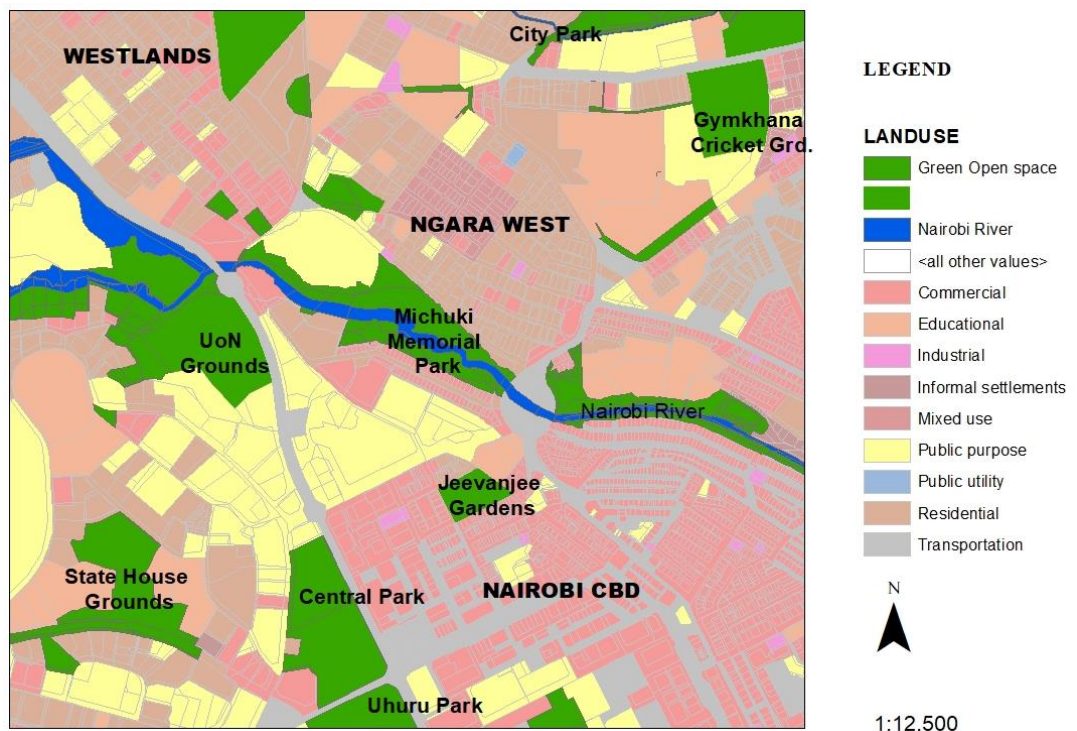 WESTLANDS
City Park
Gymkhana
Cricket Grd.
NGARA WEST
Michuki
Memorial
Park
UoN
Grounds
Nairobi River
Jeevanjee
Gardens
State House
Grounds
Central Park
NAIROBI CBD
Uhuru Park
LEGEND
LANDUSE
Green Open space
Nairobi River
<all other values>
Commercial
Educational
Industrial
Informal settlements
Mixed use
Public purpose
Public utility
Residential
Transportation
N
1:12.500